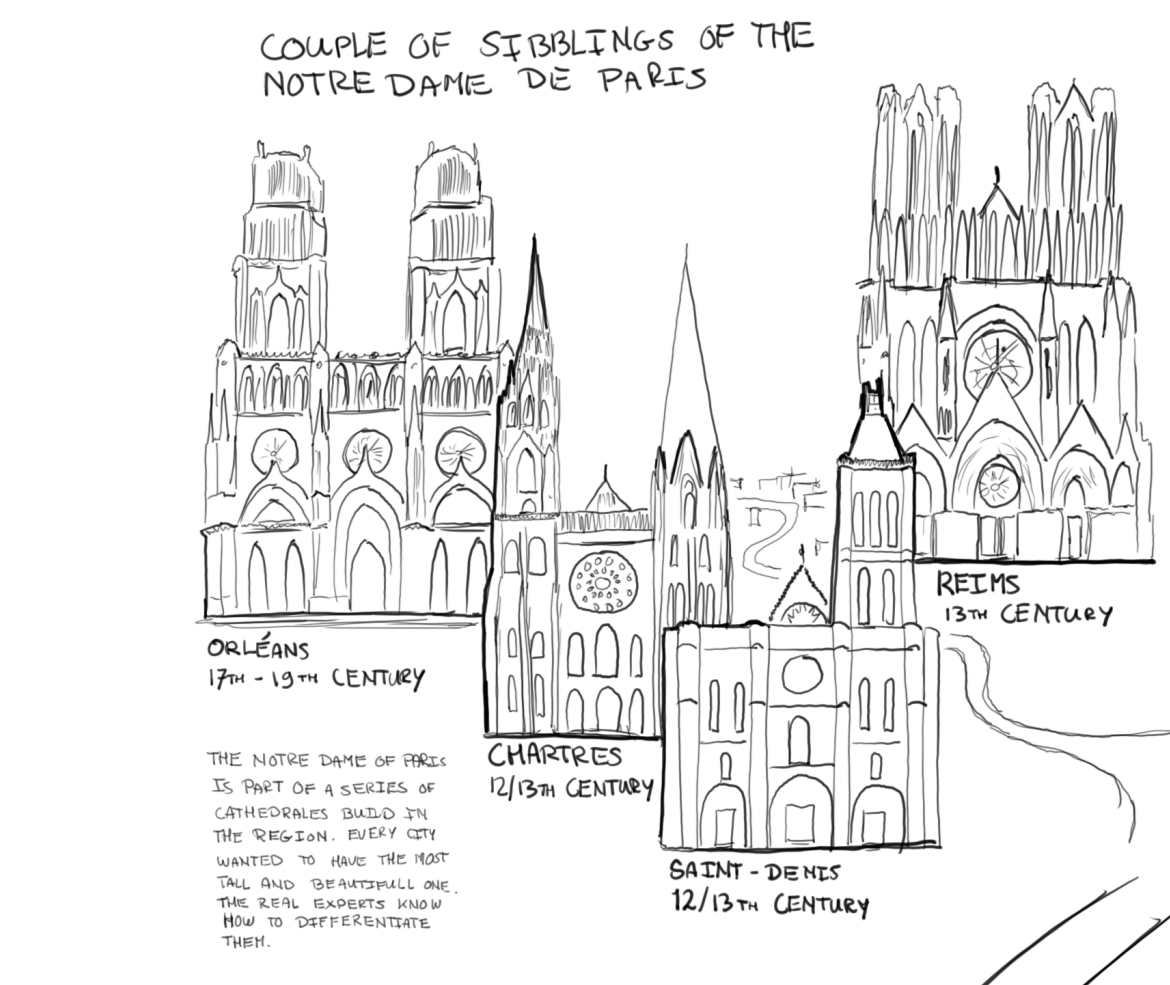 COUPLE OF SIBBLINGS OF THE
NOTRE DAME DE PARIS
ORLÉANS
17TH - 19TH CENTURY
CHARTRES
12/13TH CENTURY
SAINT-DENIS
12/13TH CENTURY
REIMS
13TH CENTURY
THE NOTRE DAME OF PARIS
IS PART OF A SERIES OF
CATHEDRALES BUILD IN
THE REGION. EVERY CITY
WANTED TO HAVE THE MOST
TALL AND BEAUTIFULL ONE.
THE REAL EXPERTS KNOW
HOW TO DIFFERENTIATE
THEM.